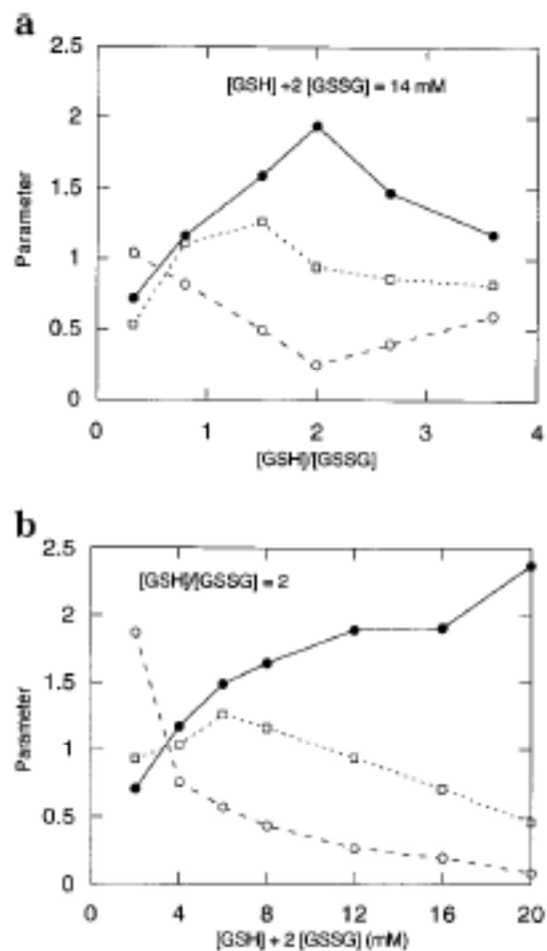 a
2.5
[GSH] +2 [GSSG] = 14 mM
2
1.5
Parameter
1
0.5
0
0 1 2 3 4
[GSH]/[GSSG]
b
2.5
[GSH]/[GSSG] = 2
2
1.5
Parameter
1
0.5
0
0 4 8 12 16 20
[GSH] + 2 [GSSG] (mM)